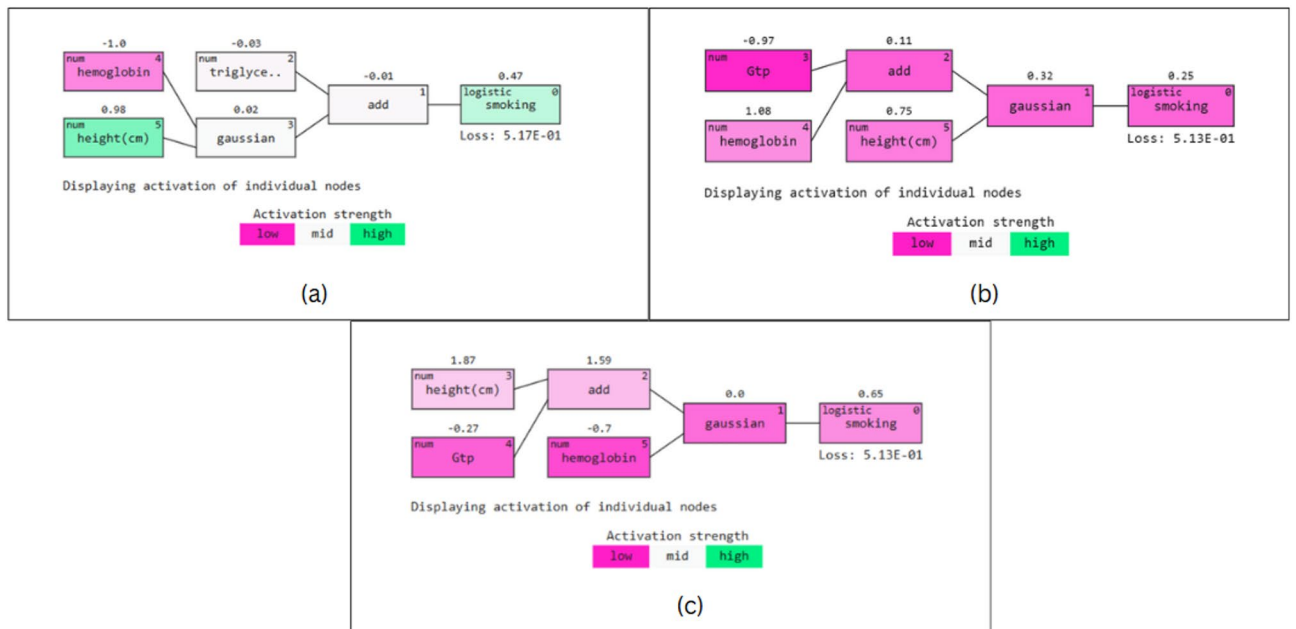 -1.0 -0.03
num 4 num 2
hemoglobin triglyce..
-0.01 0.47
1 logistic 0
add smoking
0.98 0.02
num 5 3
height(cm) gaussian
Loss: 5.17E-01
Displaying activation of individual nodes
Activation strength
low mid high
(a)
-0.97 0.11
num 3 2
Gtp add
0.32 0.25
1 logistic 0
gaussian smoking
1.08 0.75
num 4 num 5
hemoglobin height(cm)
Loss: 5.13E-01
Displaying activation of individual nodes
Activation strength
low mid high
(b)
1.87 1.59
num 3 2
height(cm) add
0.0 0.65
1 logistic 0
gaussian smoking
-0.27 -0.7
num 4 num 5
Gtp hemoglobin
Loss: 5.13E-01
Displaying activation of individual nodes
Activation strength
low mid high
(c)